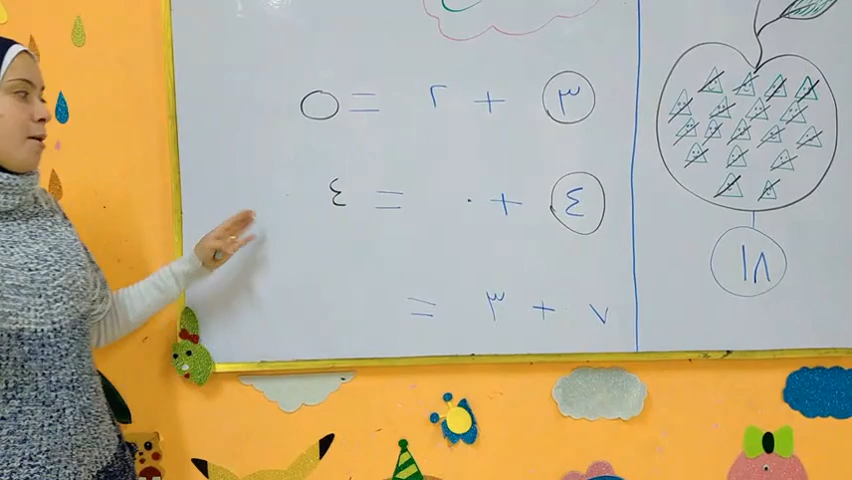 ١٨
٣ + ٢ = ٥
٤ + ٠ = ٤
٧ + ٣ =